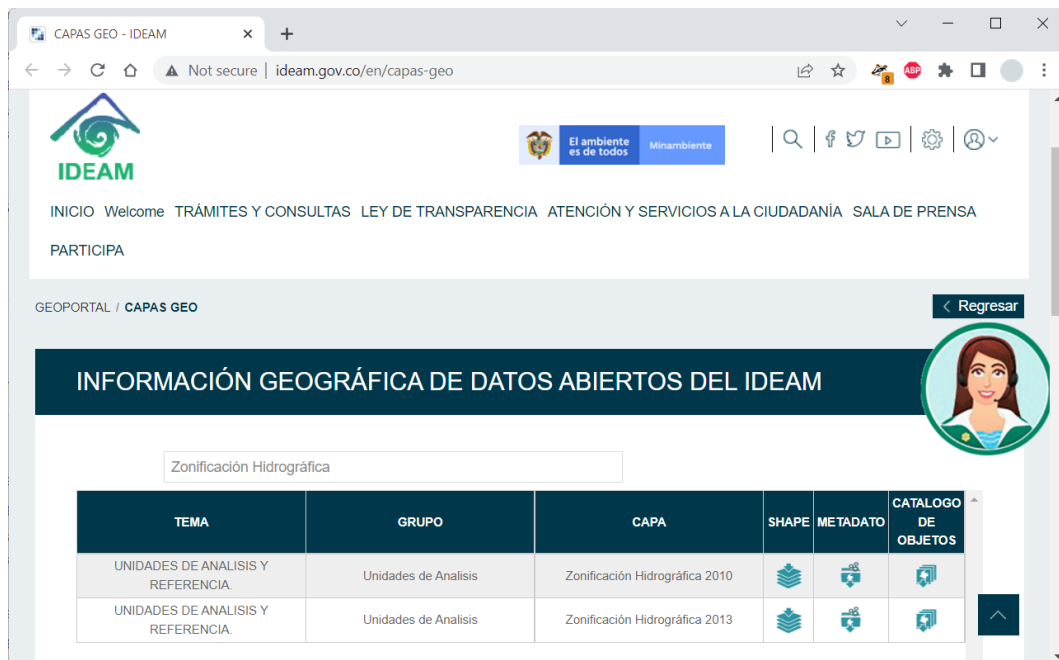 CAPAS GEO - IDEAM
Not secure | ideam.gov.co/en/capas-geo
8
ABP
IDEAM
El ambiente
es de todos
Minambiente
INICIO Welcome TRÁMITES Y CONSULTAS LEY DE TRANSPARENCIA ATENCIÓN Y SERVICIOS A LA CIUDADANÍA SALA DE PRENSA
PARTICIPA
GEOPORTAL / CAPAS GEO
Regresar
INFORMACIÓN GEOGRÁFICA DE DATOS ABIERTOS DEL IDEAM
Zonificación Hidrográfica
TEMA GRUPO CAPA SHAPE METADATO CATALOGO
DE
OBJETOS
UNIDADES DE ANALISIS Y
REFERENCIA.
Unidades de Analisis
Zonificación Hidrográfica 2010
UNIDADES DE ANALISIS Y
REFERENCIA.
Unidades de Analisis
Zonificación Hidrográfica 2013